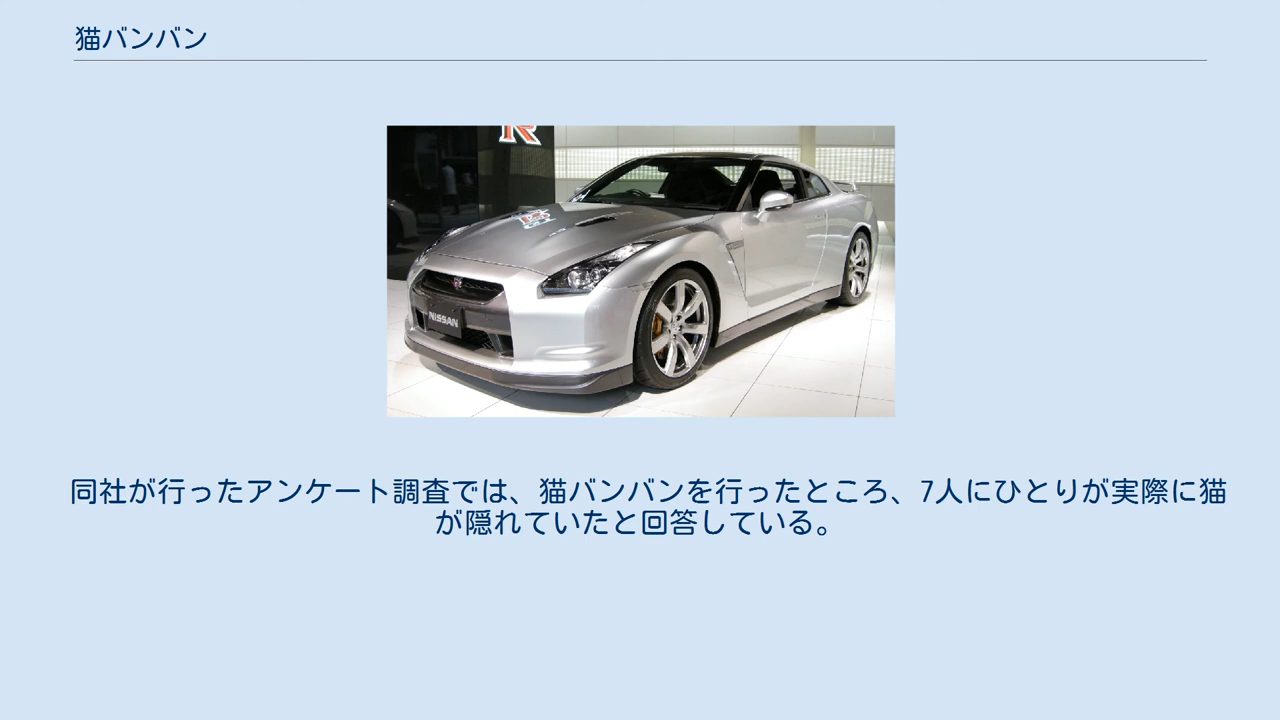 猫バンバン
R
NISSAN
同社が行ったアンケート調査では、猫バンバンを行ったところ、7人にひとりが実際に猫
が隠れていたと回答している。